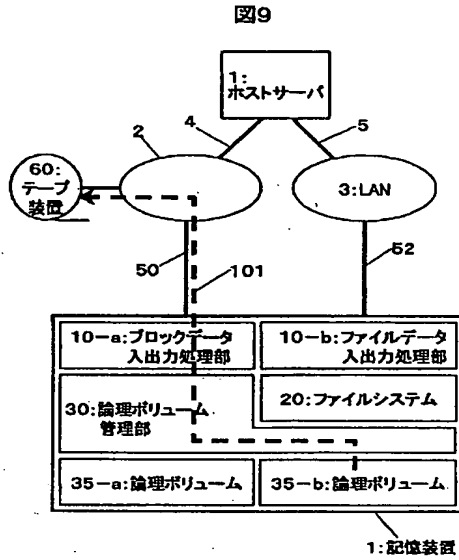 図9
1:
ホストサーバ
4
5
2
60:
テープ
装置
3:LAN
50
101
52
10-a:ブロックデータ
入出力処理部
10-b:ファイルデータ
入出力処理部
30:論理ボリューム
管理部
20:ファイルシステム
35-a:論理ボリューム
35-b:論理ボリューム
1:記憶装置